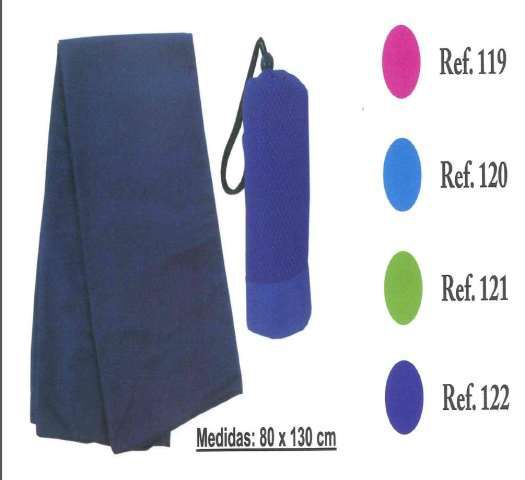 Ref. 119
Ref. 120
Ref. 121
Ref. 122
Medidas: 80 x 130 cm